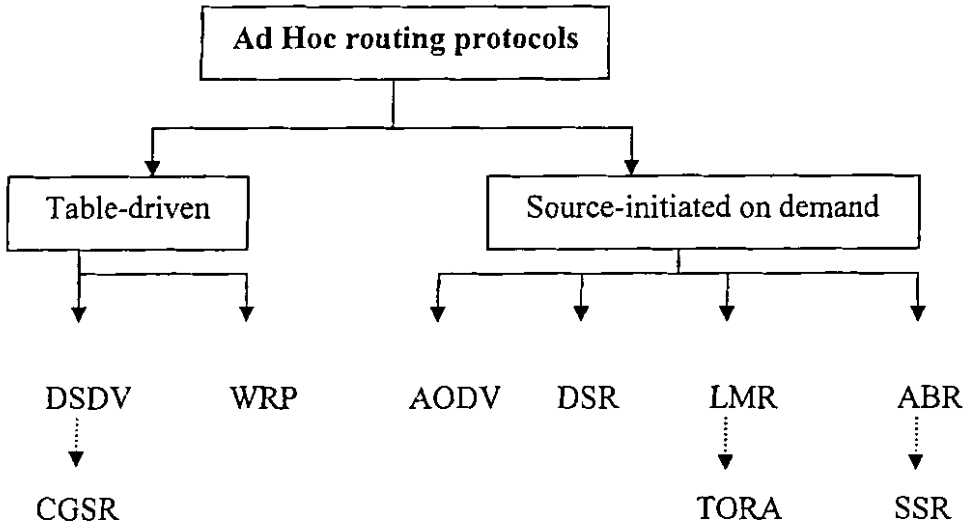 Ad Hoc routing protocols
Table-driven
Source-initiated on demand
DSDV WRP AODV DSR LMR ABR
CGSR TORA SSR